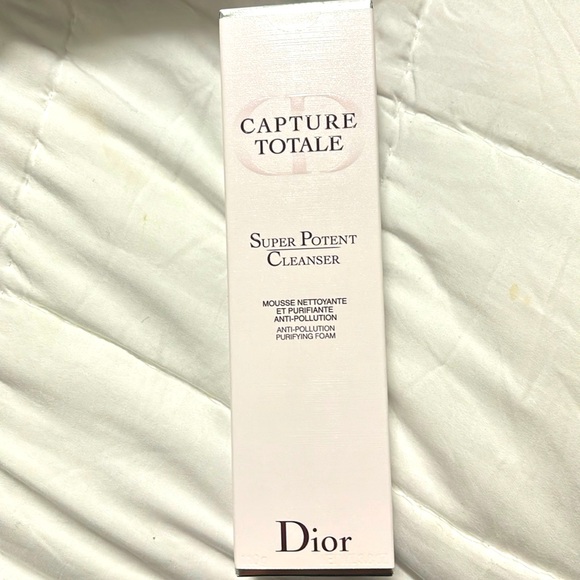 CAPTURE
TOTALE
SUPER POTENT
CLEANSER
MOUSSE NETTOYANTE
ET PURIFIANTE
ANTI-POLLUTION
ANTI-POLLUTION
PURIFYING FOAM
Dior